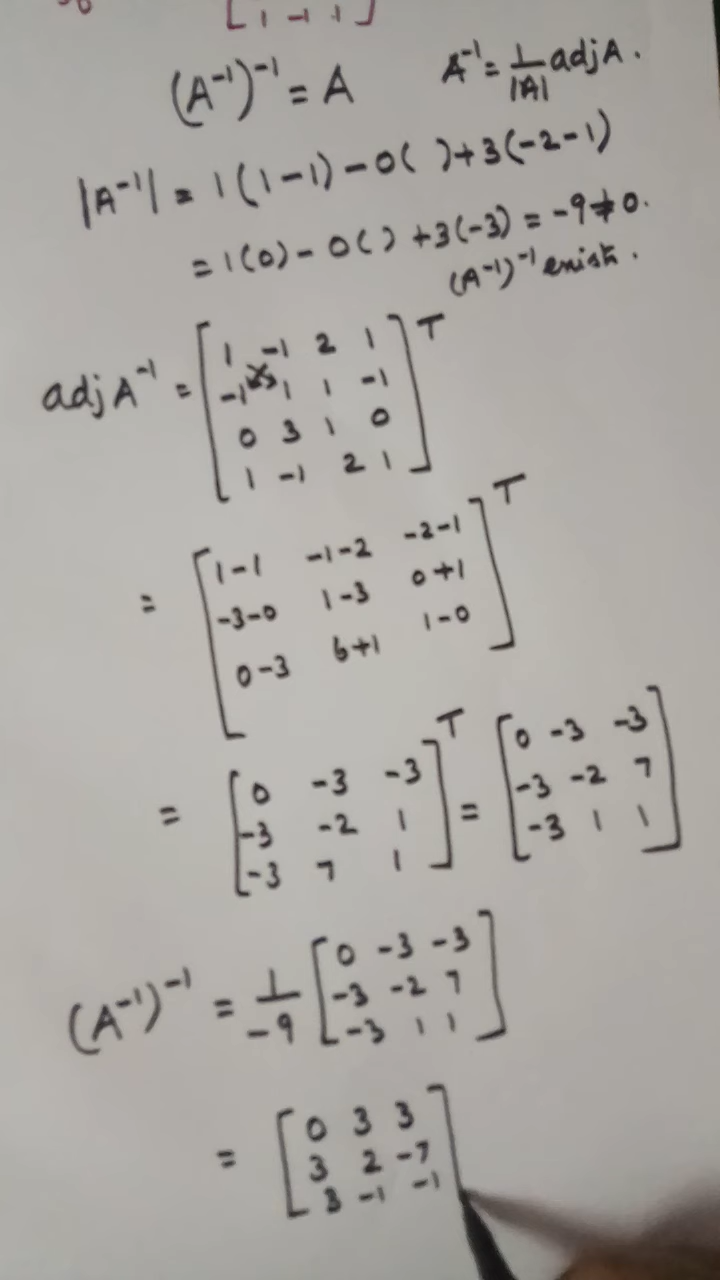 [1 -1 1]
(A⁻¹)⁻¹ = A    A⁻¹ = 1/|A| adj A.
|A⁻¹| = 1(1-1) - 0( ) + 3(-2-1)
= 1(0) - 0( ) + 3(-3) = -9 ≠ 0.
(A⁻¹)⁻¹ exists.
adj A⁻¹ = [1 -1 2 1
-1 1 1 -1
0 3 1 0
1 -1 2 1]ᵀ
= [1-1 -1-2 -2-1
-3-0 1-3 0+1
0-3 6+1 1-0]ᵀ
= [0 -3 -3
-3 -2 1
-3 7 1]ᵀ = [0 -3 -3
-3 -2 7
-3 1 1]
(A⁻¹)⁻¹ = 1/-9 [0 -3 -3
-3 -2 7
-3 1 1]
= [0 3 3
3 2 -7
3 -1 -1]